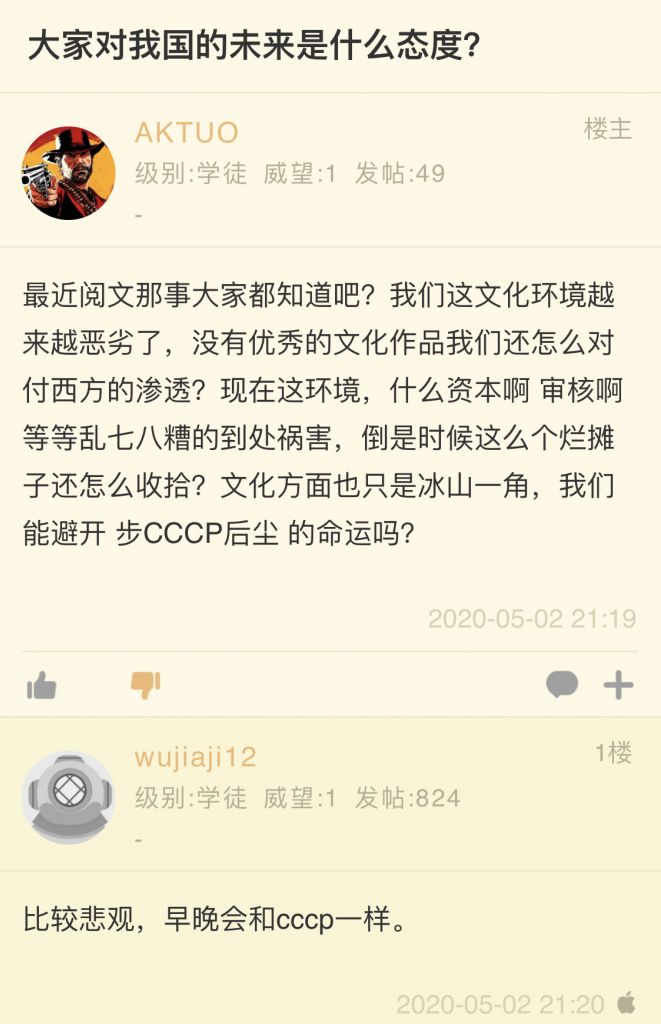 大家对我国的未来是什么态度?
AKTUO
楼主
级别:学徒 威望:1 发帖:49
-
最近阅文那事大家都知道吧？我们这文化环境越
来越恶劣了，没有优秀的文化作品我们还怎么对
付西方的渗透？现在这环境，什么资本啊 审核啊
等等乱七八糟的到处祸害，倒是时候这么个烂摊
子还怎么收拾？文化方面也只是冰山一角，我们
能避开 步CCCP后尘 的命运吗？
2020-05-02 21:19
wujiaji12
1楼
级别:学徒 威望:1 发帖:824
-
比较悲观，早晚会和cccp一样。
2020-05-02 21:20